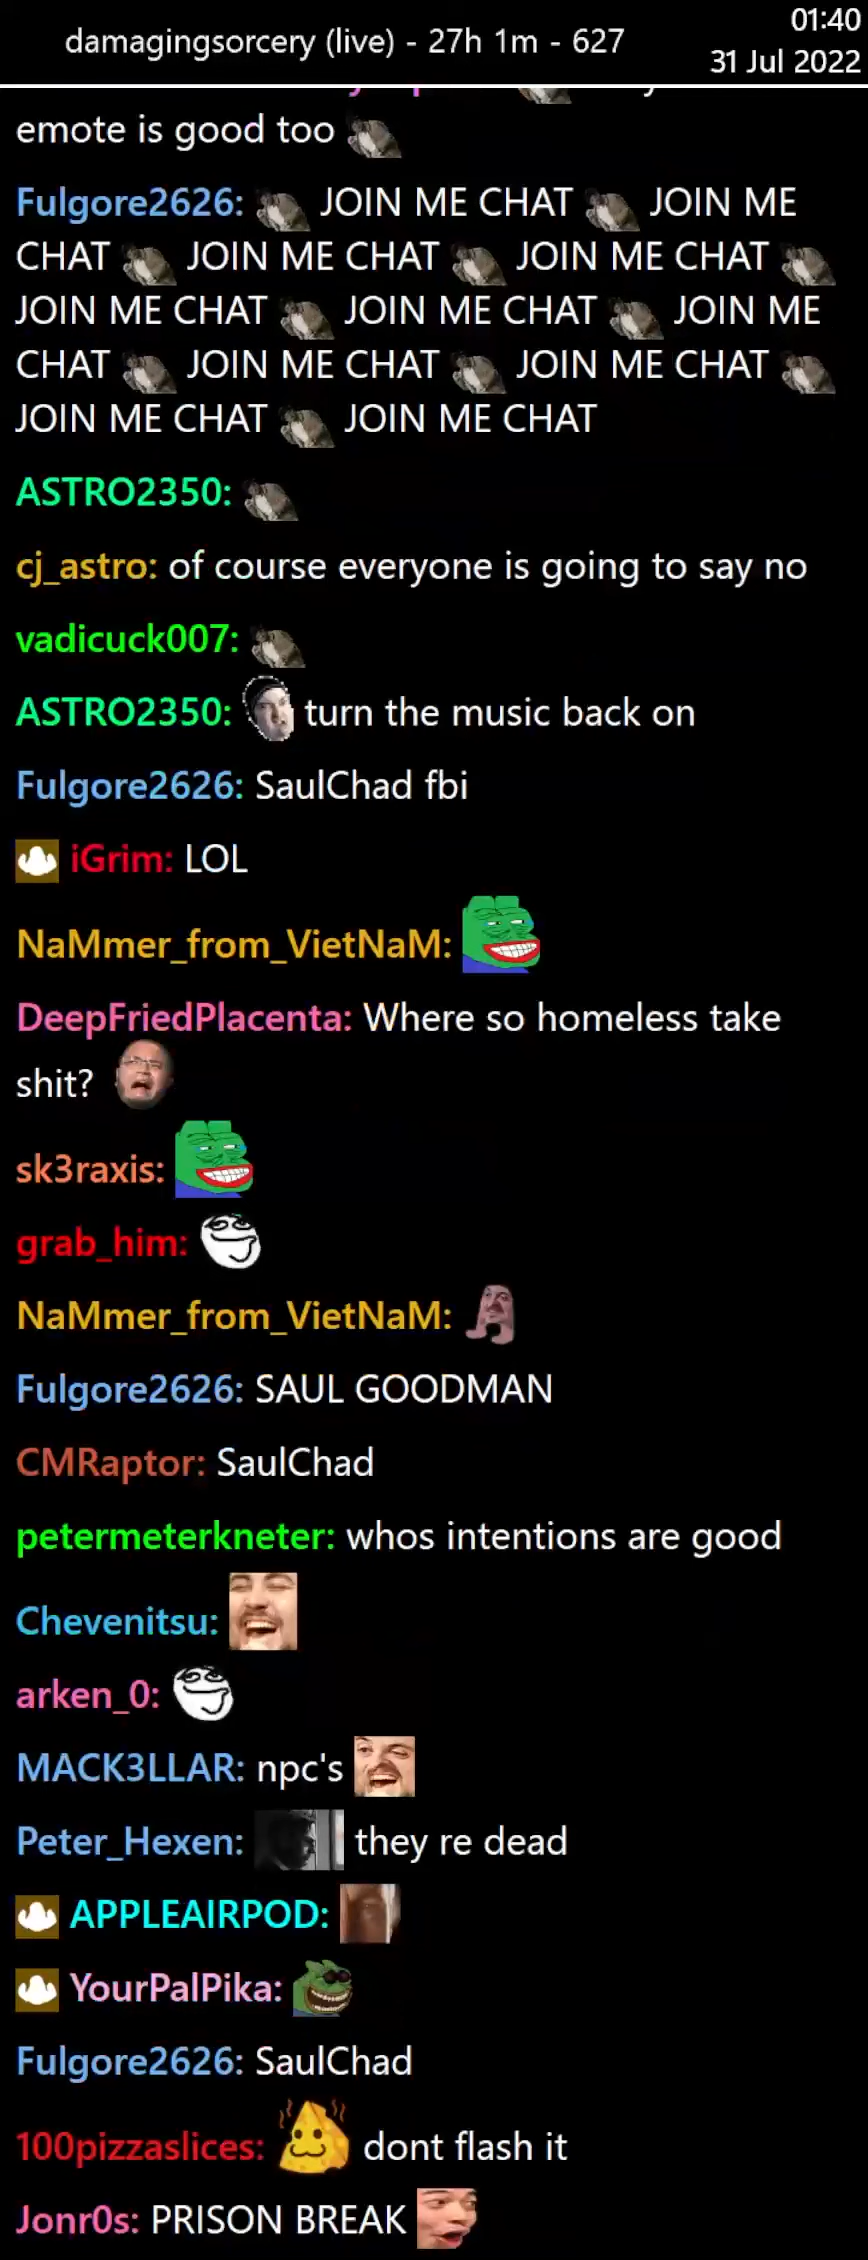 damagingsorcery (live) - 27h 1m - 627
01:40
31 Jul 2022
emote is good too
Fulgore2626: JOIN ME CHAT JOIN ME
CHAT JOIN ME CHAT JOIN ME CHAT
JOIN ME CHAT JOIN ME CHAT JOIN ME
CHAT JOIN ME CHAT JOIN ME CHAT
JOIN ME CHAT JOIN ME CHAT
ASTRO2350:
cj_astro: of course everyone is going to say no
vadicuck007:
ASTRO2350: turn the music back on
Fulgore2626: SaulChad fbi
iGrim: LOL
NaMmer_from_VietNaM:
DeepFriedPlacenta: Where so homeless take
shit?
sk3raxis:
grab_him:
NaMmer_from_VietNaM:
Fulgore2626: SAUL GOODMAN
CMRaptor: SaulChad
petermeterkneter: whos intentions are good
Chevenitsu:
arken_0:
MACK3LLAR: npc's
Peter_Hexen: they re dead
APPLEAIRPOD:
YourPalPika:
Fulgore2626: SaulChad
100pizzaslices: dont flash it
Jonr0s: PRISON BREAK